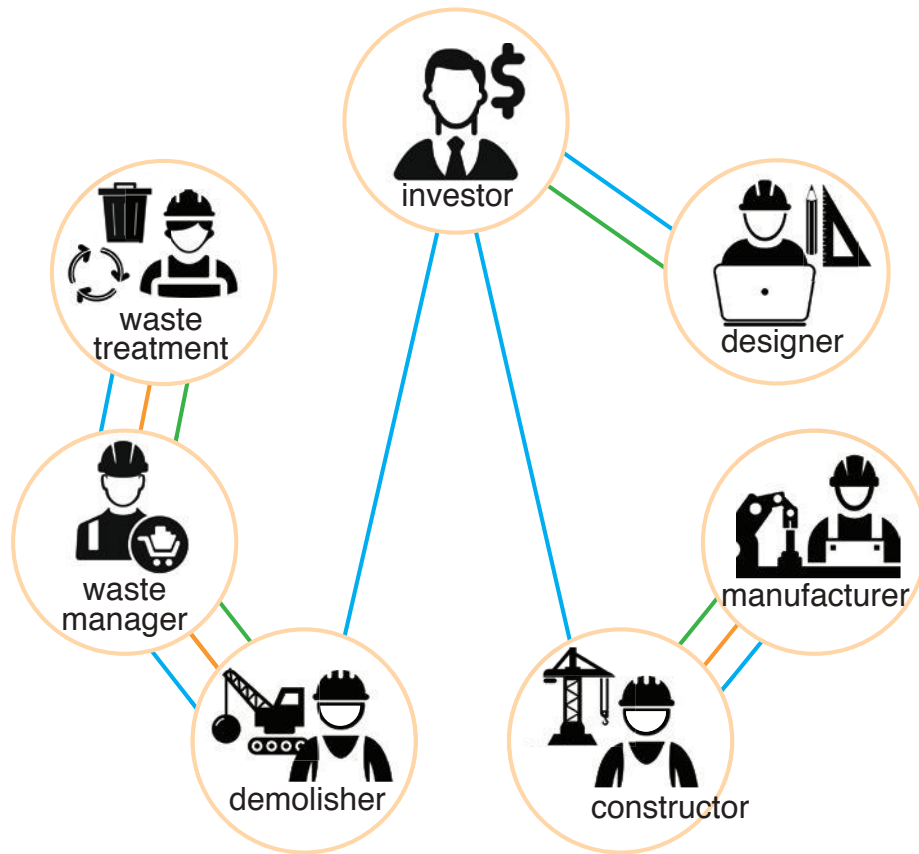 $
investor
waste
treatment
designer
waste
manager
manufacturer
demolisher
constructor